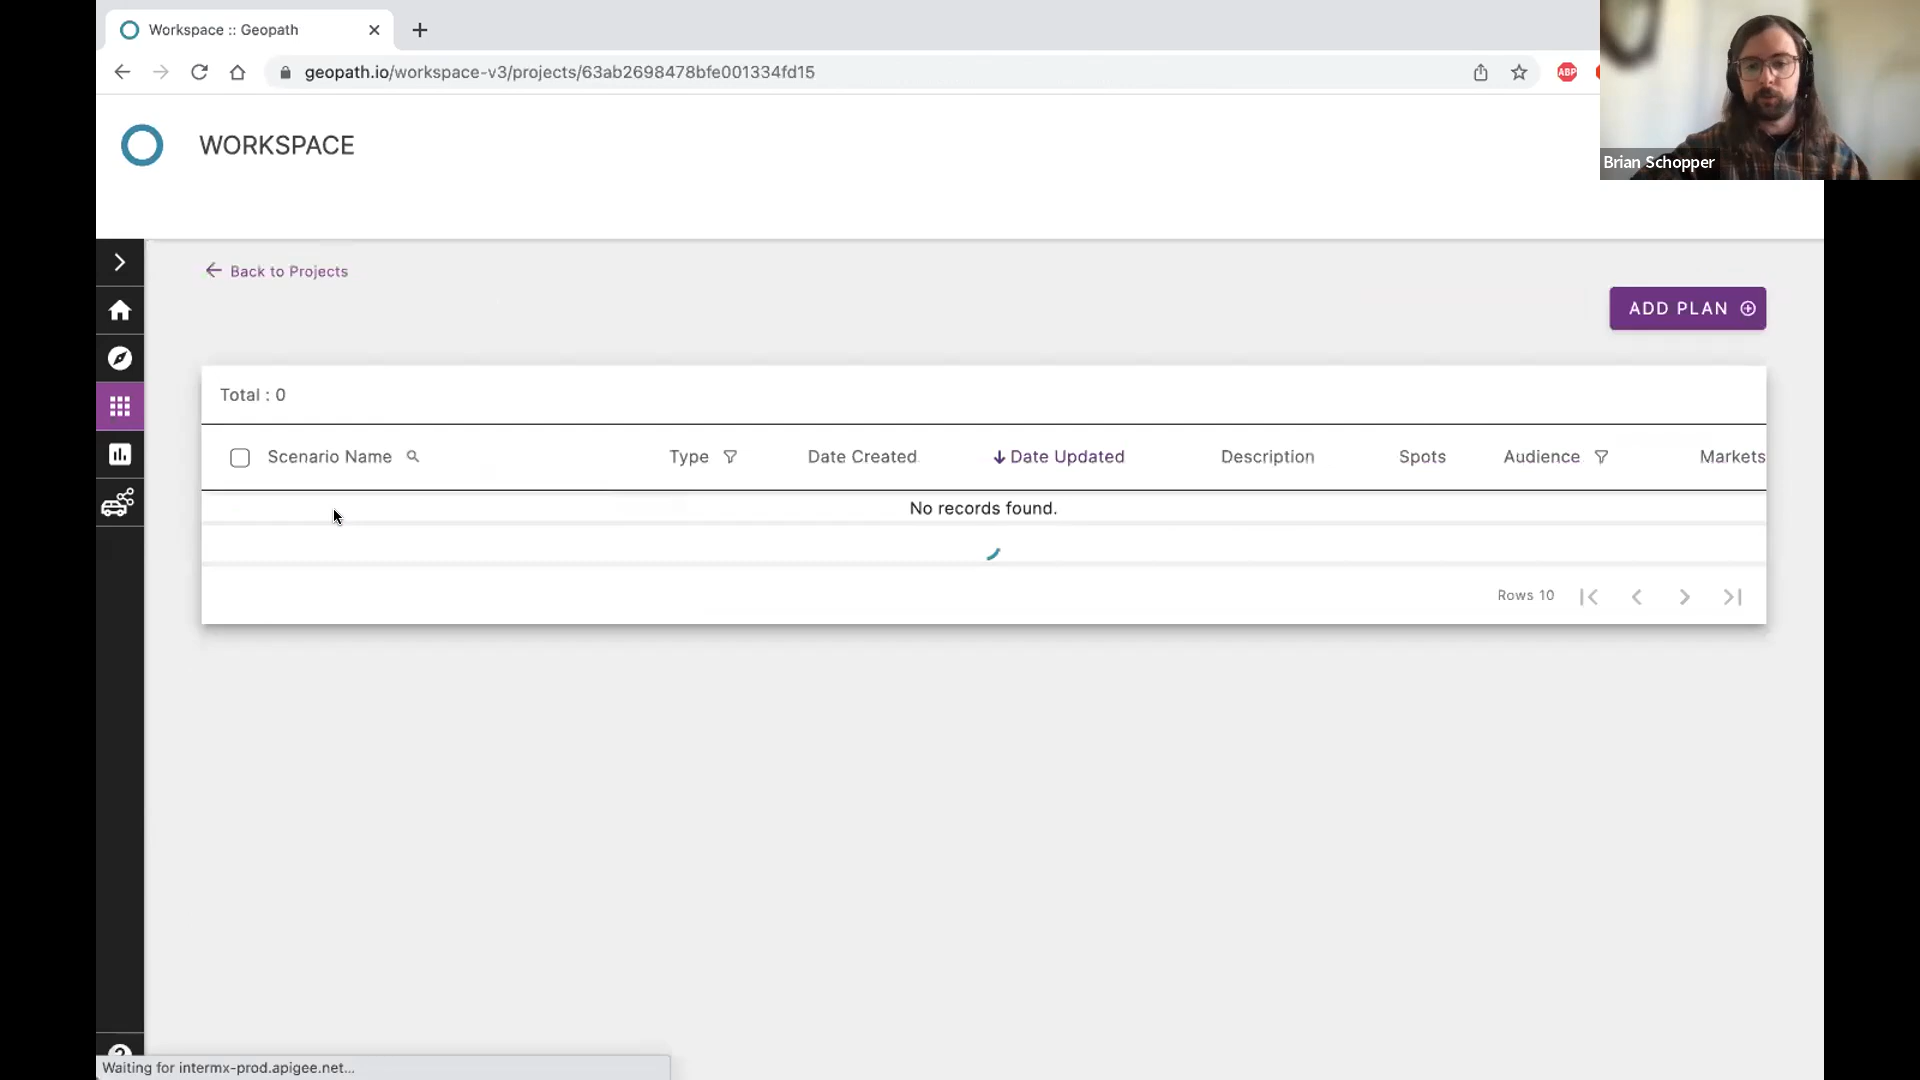 Workspace :: Geopath
geopath.io/workspace-v3/projects/63ab2698478bfe001334fd15
ABP
WORKSPACE
Brian Schopper
Back to Projects
ADD PLAN
Total : 0
Scenario Name Type Date Created Date Updated Description Spots Audience Markets
No records found.
Rows 10
Waiting for intermx-prod.apigee.net...